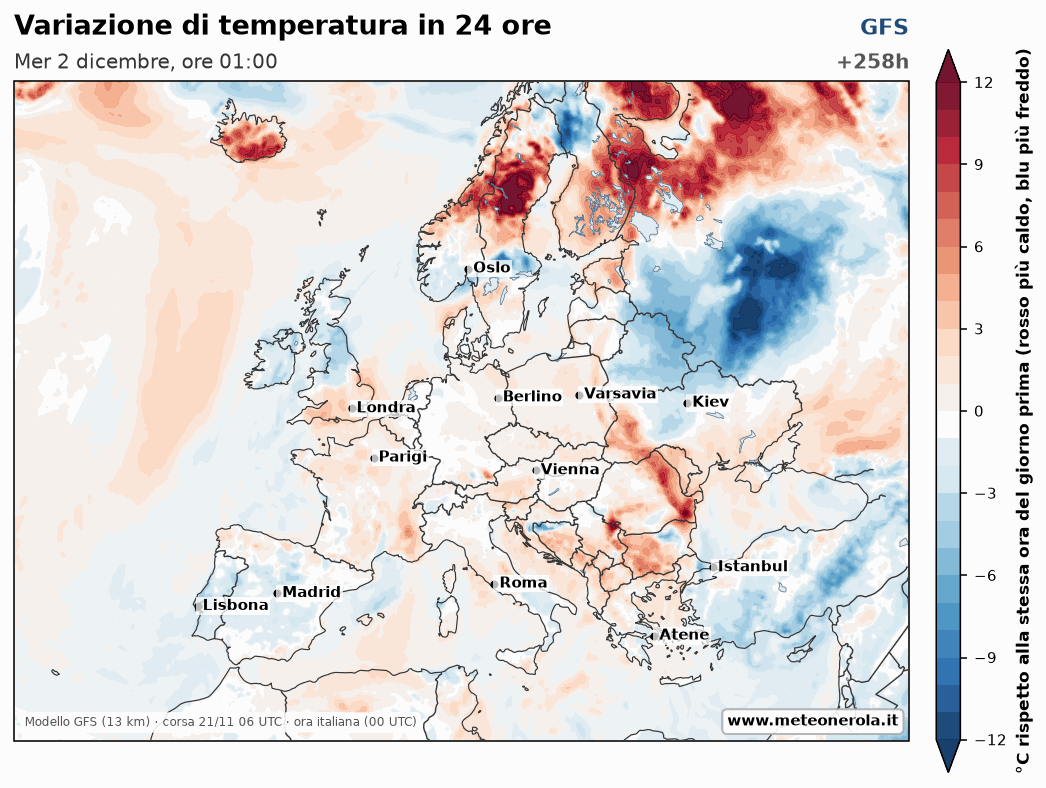 Variazione di temperatura in 24 ore
GFS
Mer 2 dicembre, ore 01:00
+258h
12
9
6
3
0
−3
−6
−9
−12
°C rispetto alla stessa ora del giorno prima (rosso più caldo, blu più freddo)
Oslo
Berlino
Varsavia
Kiev
Londra
Parigi
Vienna
Istanbul
Roma
Madrid
Lisbona
Atene
Modello GFS (13 km) · corsa 21/11 06 UTC · ora italiana (00 UTC)
www.meteonerola.it